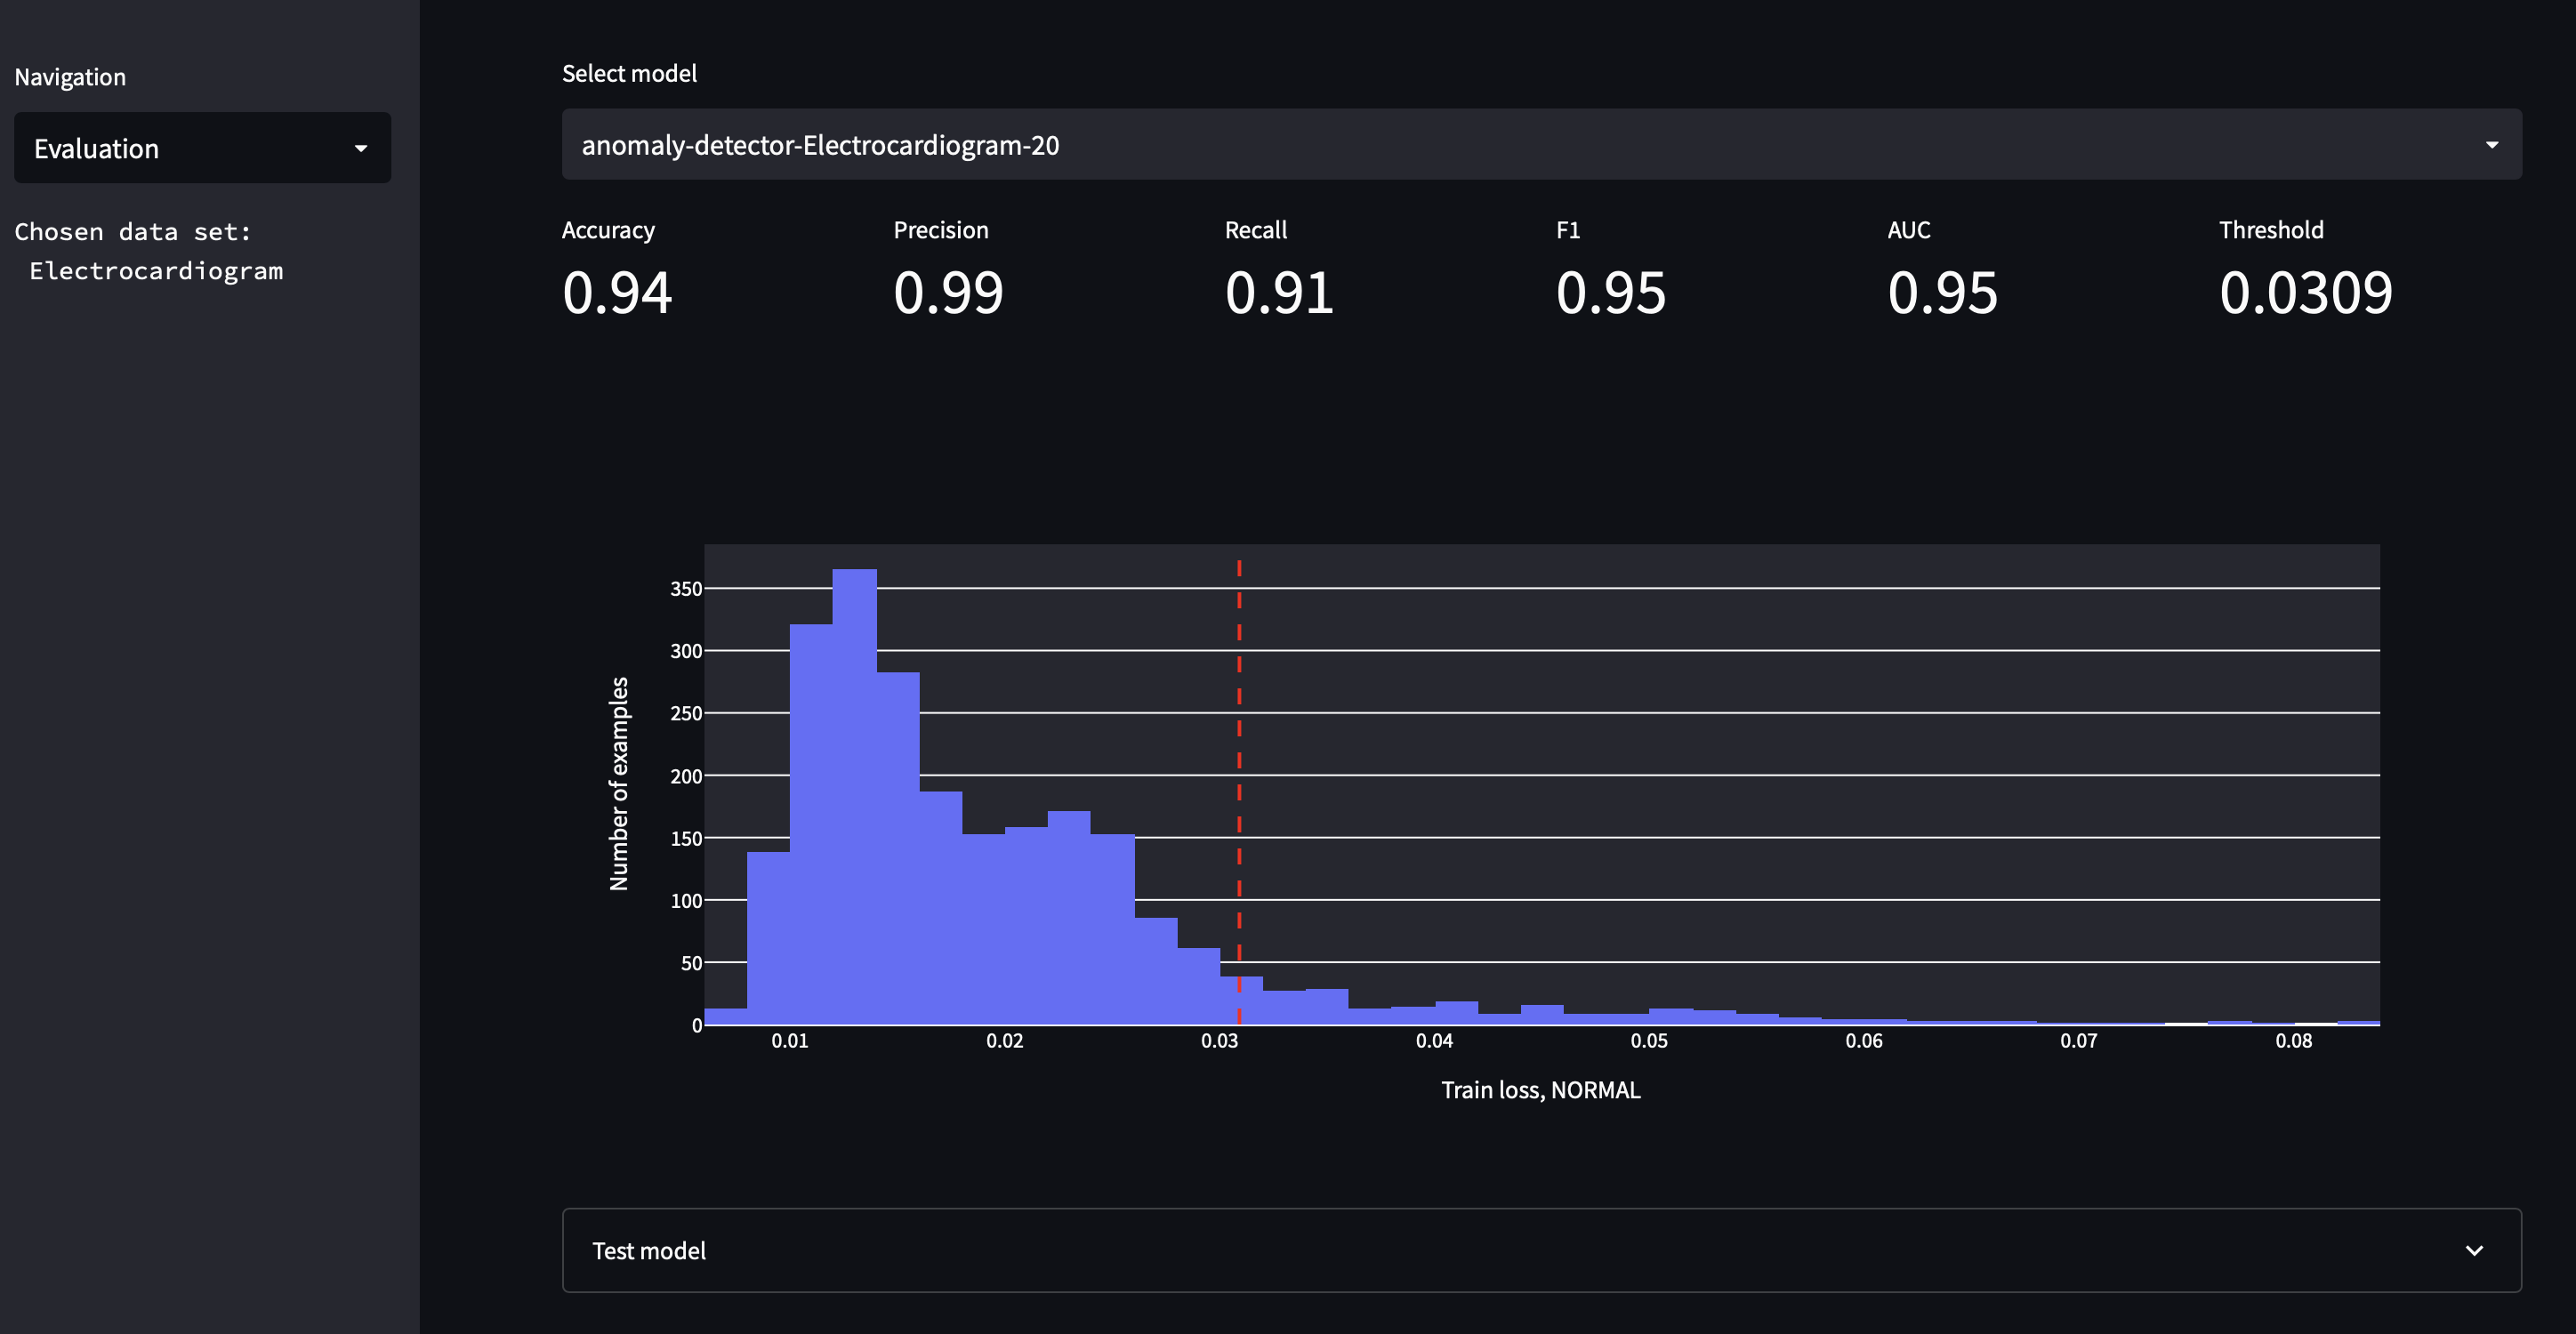 Navigation
Evaluation
Chosen data set:
Electrocardiogram
Select model
anomaly-detector-Electrocardiogram-20
Accuracy Precision Recall F1 AUC Threshold
0.94 0.99 0.91 0.95 0.95 0.0309
350
300
250
200
150
100
50
0
Number of examples
0.01 0.02 0.03 0.04 0.05 0.06 0.07 0.08
Train loss, NORMAL
Test model